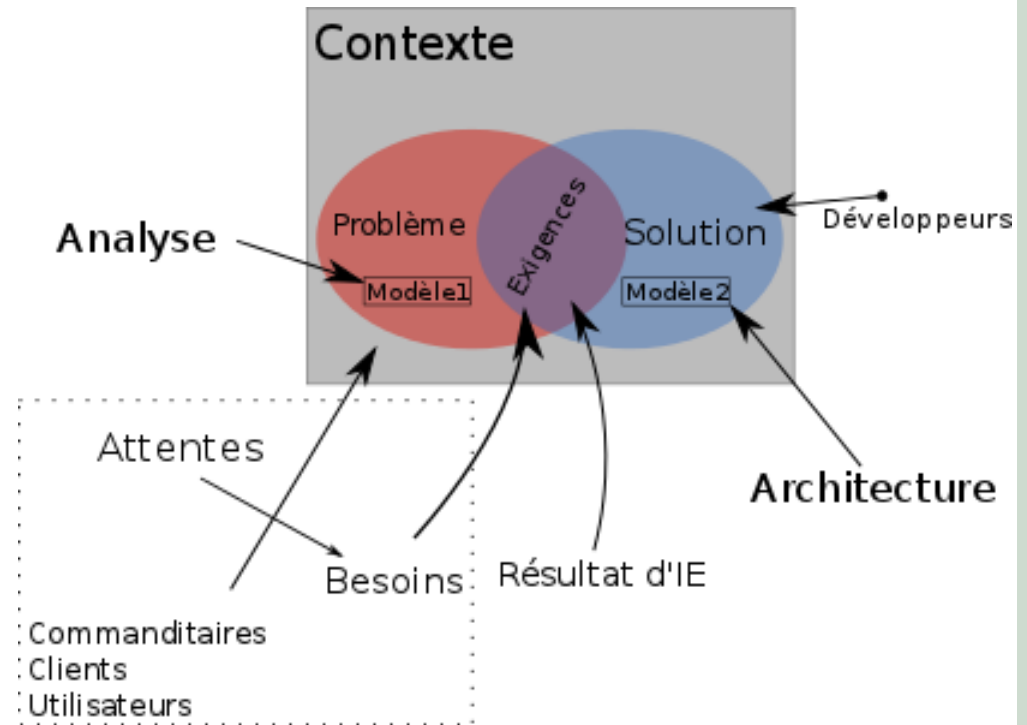 Contexte
Problème
Exigences
Solution
Développeurs
Analyse
Modèle1
Modèle2
Attentes
Architecture
Besoins
Résultat d'IE
Commanditaires
Clients
Utilisateurs